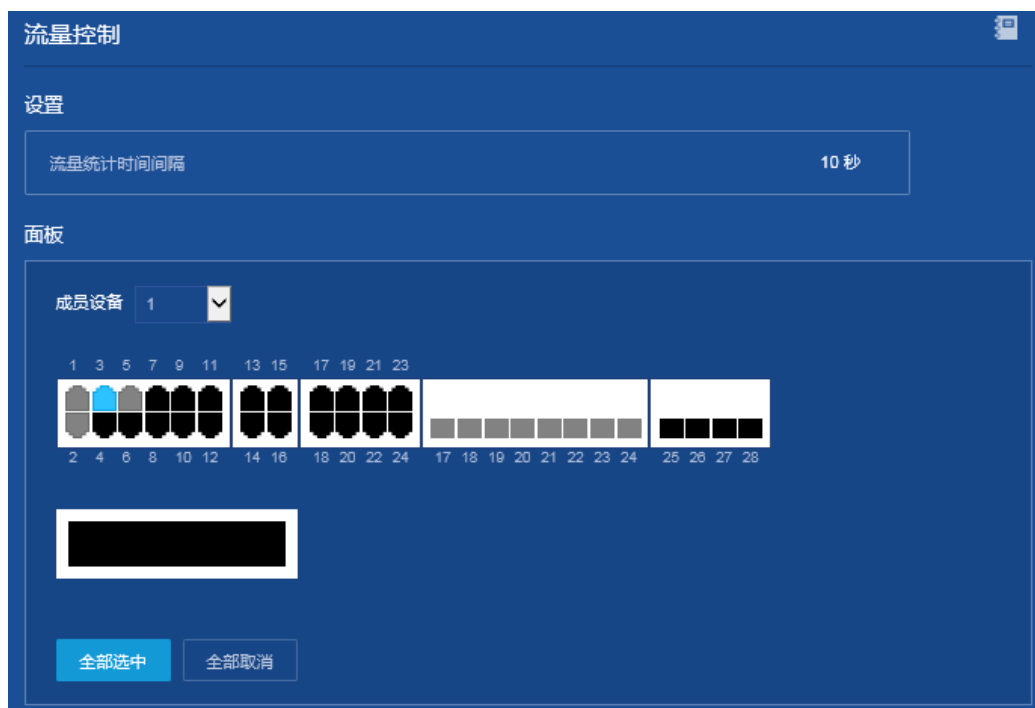 流量控制
设置
流量统计时间间隔 10 秒
面板
成员设备 1
1 3 5 7 9 11 13 15 17 19 21 23
2 4 6 8 10 12 14 16 18 20 22 24 17 18 19 20 21 22 23 24 25 26 27 28
全部选中 全部取消